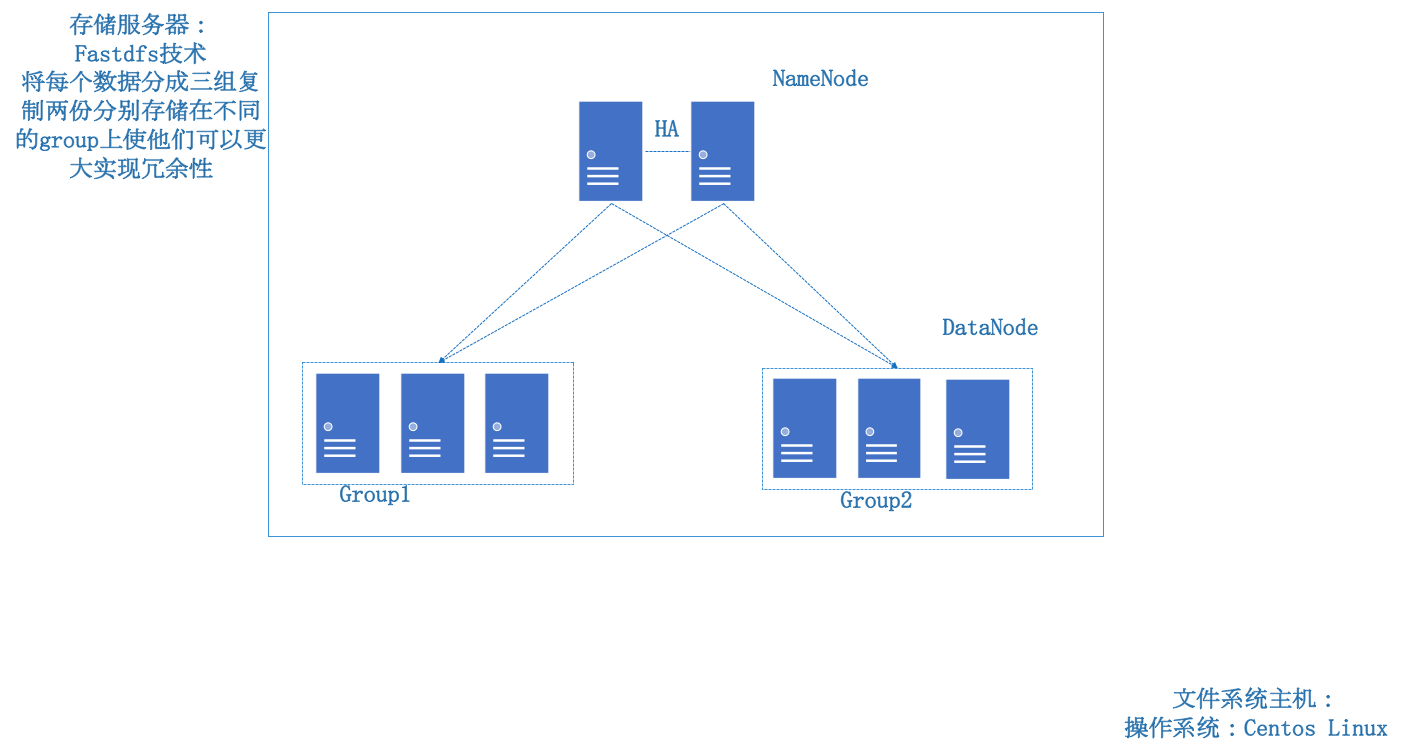 存储服务器：
Fastdfs技术
将每个数据分成三组复
制两份分别存储在不同
的group上使他们可以更
大实现冗余性
NameNode
HA
DataNode
Group1
Group2
文件系统主机：
操作系统：Centos Linux